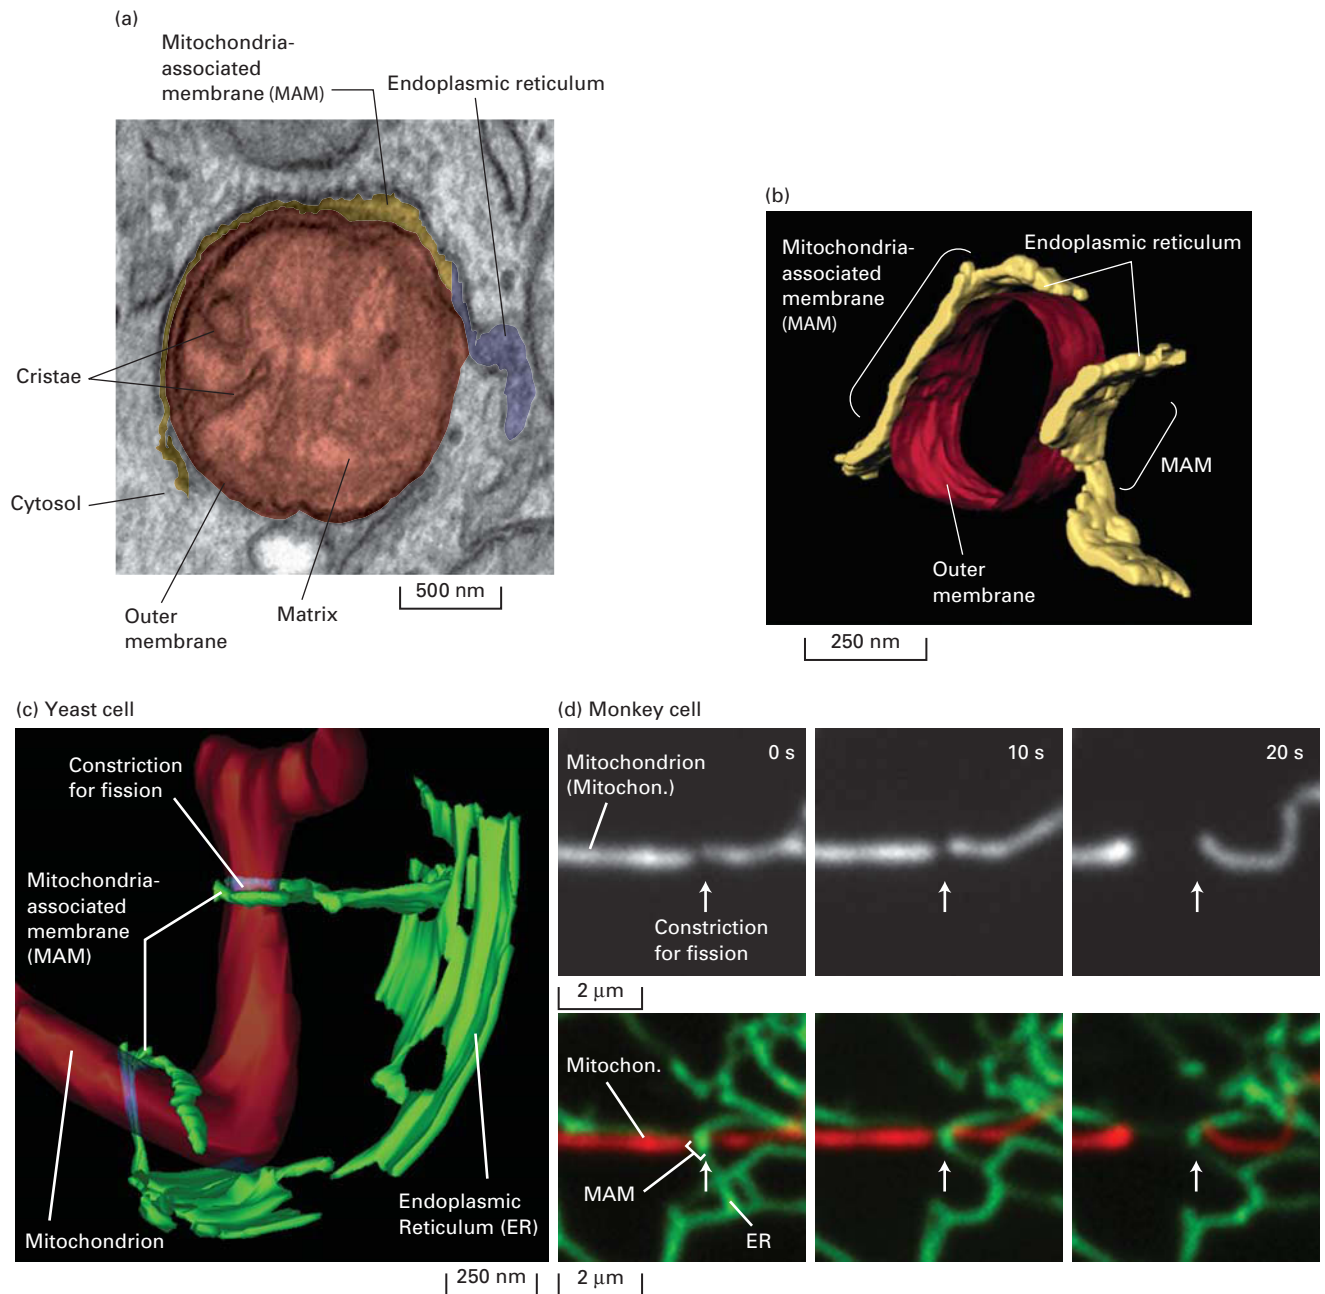 (a)
Mitochondria-
associated
membrane (MAM)
Endoplasmic reticulum
Cristae
Cytosol
Outer
membrane
Matrix
500 nm
(b)
Mitochondria-
associated
membrane
(MAM)
Endoplasmic reticulum
MAM
Outer
membrane
250 nm
(c) Yeast cell
Constriction
for fission
Mitochondria-
associated
membrane
(MAM)
Mitochondrion
Endoplasmic
Reticulum (ER)
250 nm
(d) Monkey cell
Mitochondrion
(Mitochon.)
0 s
10 s
20 s
Constriction
for fission
2 μm
Mitochon.
MAM
ER
2 μm